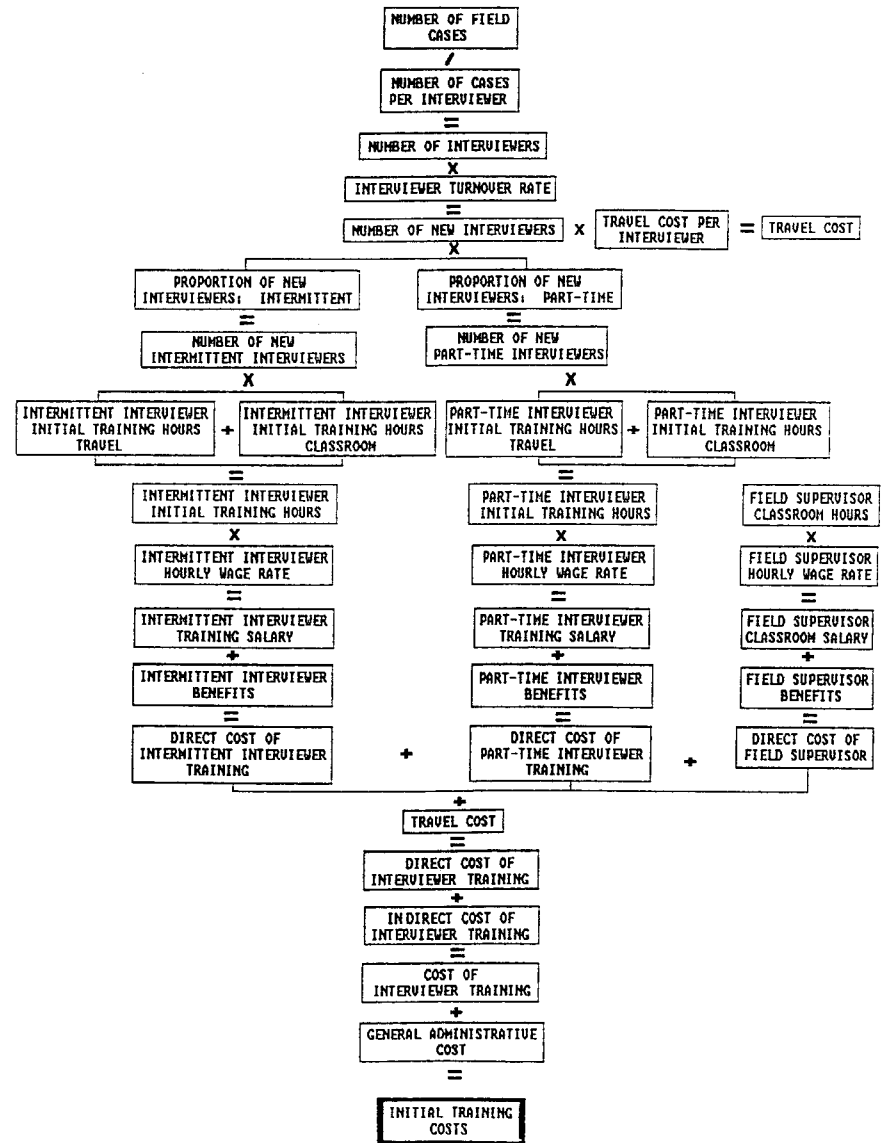 NUMBER OF FIELD
CASES
/
NUMBER OF CASES
PER INTERVIEWER
=
NUMBER OF INTERVIEWERS
X
INTERVIEWER TURNOVER RATE
=
NUMBER OF NEW INTERVIEWERS X TRAVEL COST PER INTERVIEWER = TRAVEL COST
X
PROPORTION OF NEW
INTERVIEWERS: INTERMITTENT
PROPORTION OF NEW
INTERVIEWERS: PART-TIME
= =
NUMBER OF NEW
INTERMITTENT INTERVIEWERS
NUMBER OF NEW
PART-TIME INTERVIEWERS
X X
INTERMITTENT INTERVIEWER
INITIAL TRAINING HOURS
TRAVEL
+
INTERMITTENT INTERVIEWER
INITIAL TRAINING HOURS
CLASSROOM
PART-TIME INTERVIEWER
INITIAL TRAINING HOURS
TRAVEL
+
PART-TIME INTERVIEWER
INITIAL TRAINING HOURS
CLASSROOM
= =
INTERMITTENT INTERVIEWER
INITIAL TRAINING HOURS
PART-TIME INTERVIEWER
INITIAL TRAINING HOURS
FIELD SUPERVISOR
CLASSROOM HOURS
X X X
INTERMITTENT INTERVIEWER
HOURLY WAGE RATE
PART-TIME INTERVIEWER
HOURLY WAGE RATE
FIELD SUPERVISOR
HOURLY WAGE RATE
= = =
INTERMITTENT INTERVIEWER
TRAINING SALARY
PART-TIME INTERVIEWER
TRAINING SALARY
FIELD SUPERVISOR
CLASSROOM SALARY
+ + +
INTERMITTENT INTERVIEWER
BENEFITS
PART-TIME INTERVIEWER
BENEFITS
FIELD SUPERVISOR
BENEFITS
= = =
DIRECT COST OF
INTERMITTENT INTERVIEWER
TRAINING
+
DIRECT COST OF
PART-TIME INTERVIEWER
TRAINING
+
DIRECT COST OF
FIELD SUPERVISOR
+
TRAVEL COST
=
DIRECT COST OF
INTERVIEWER TRAINING
+
INDIRECT COST OF
INTERVIEWER TRAINING
=
COST OF
INTERVIEWER TRAINING
+
GENERAL ADMINISTRATIVE
COST
=
INITIAL TRAINING
COSTS